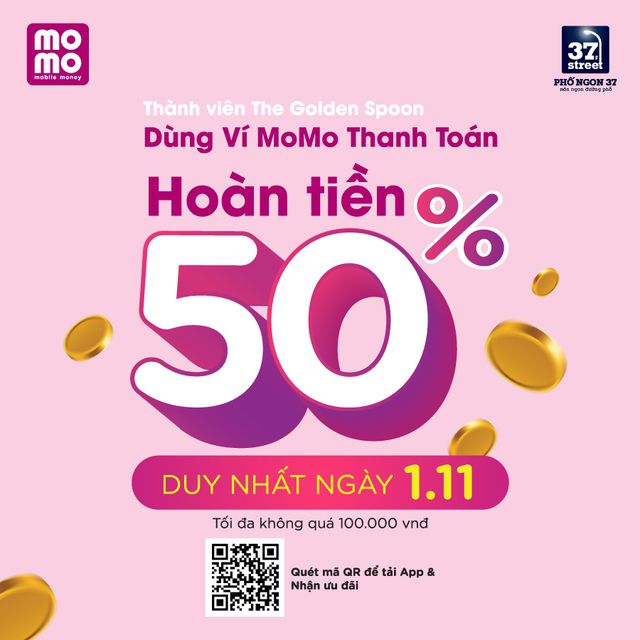 mo
mo
mobile money
37
street
PHỐ NGON 37
món ngon đường phố
Thành viên The Golden Spoon
Dùng Ví MoMo Thanh Toán
Hoàn tiền
50%
DUY NHẤT NGÀY 1.11
Tối đa không quá 100.000 vnđ
Quét mã QR để tải App &
Nhận ưu đãi